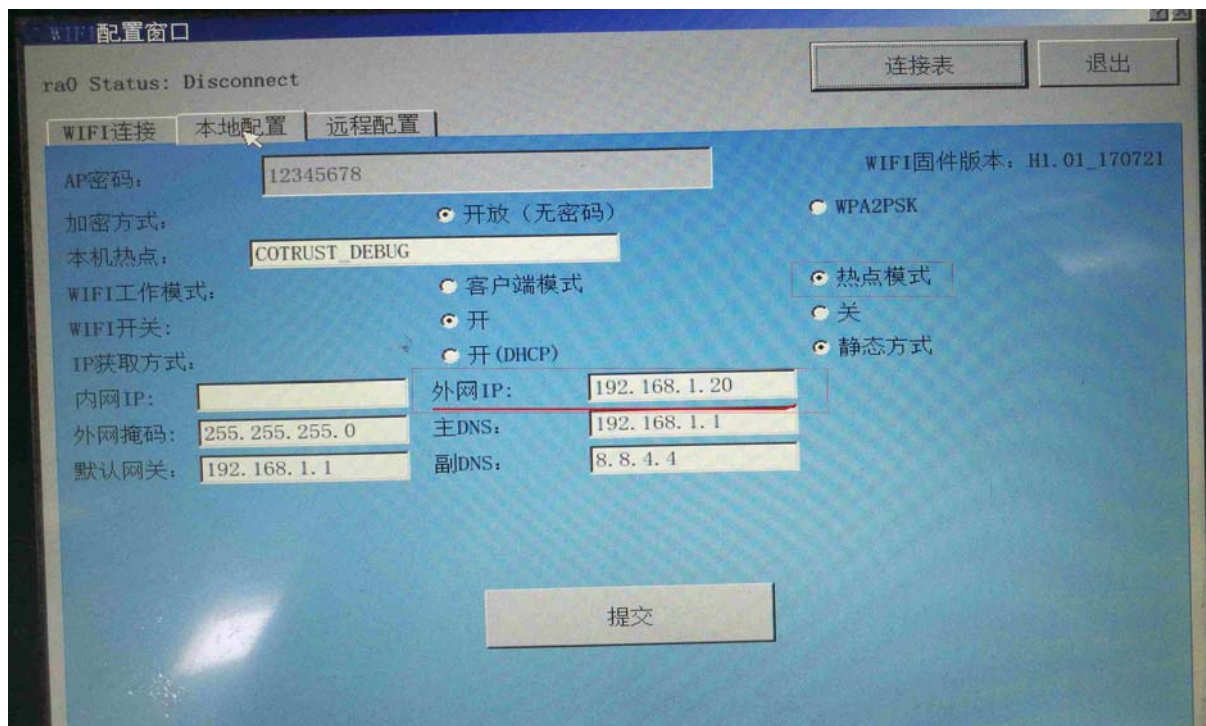 WIFI配置窗口
ra0 Status: Disconnect
连接表
退出
WIFI连接 本地配置 远程配置
AP密码: 12345678
WIFI固件版本: H1.01_170721
加密方式: 开放（无密码） WPA2PSK
本机热点: COTRUST_DEBUG
WIFI工作模式: 客户端模式 热点模式
WIFI开关: 开 关
IP获取方式: 开(DHCP) 静态方式
内网IP: 外网IP: 192.168.1.20
外网掩码: 255.255.255.0 主DNS: 192.168.1.1
默认网关: 192.168.1.1 副DNS: 8.8.4.4
提交